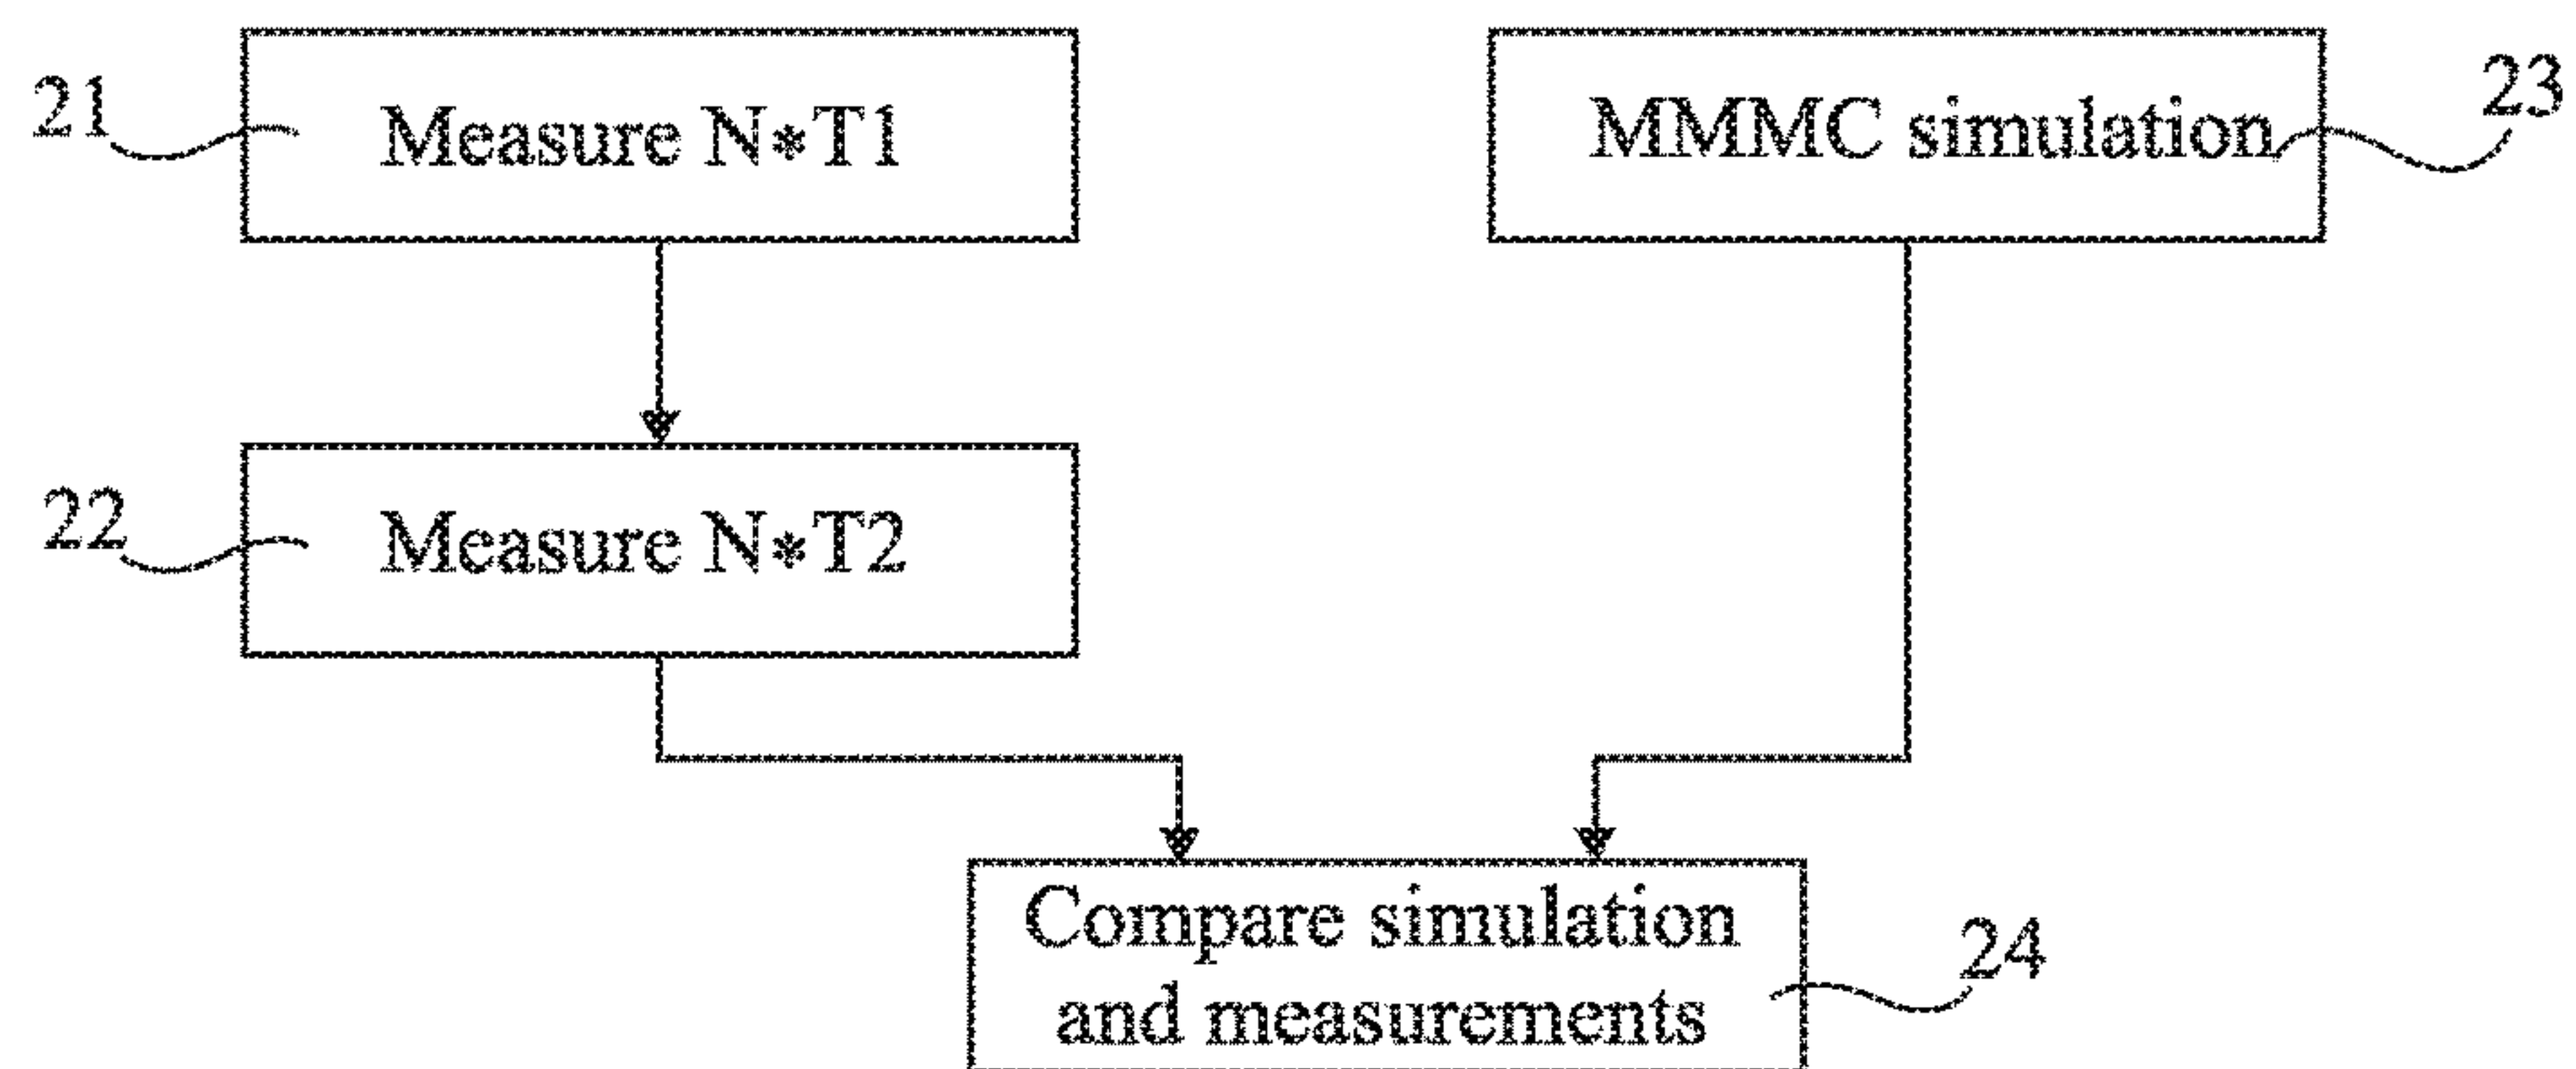 21
Measure N*T1
MMMC simulation
23
22
Measure N*T2
Compare simulation
and measurements
24